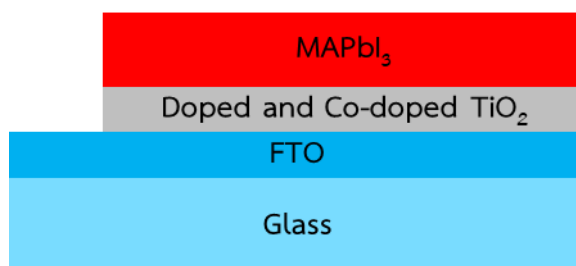 MAPbI₃
Doped and Co-doped TiO₂
FTO
Glass